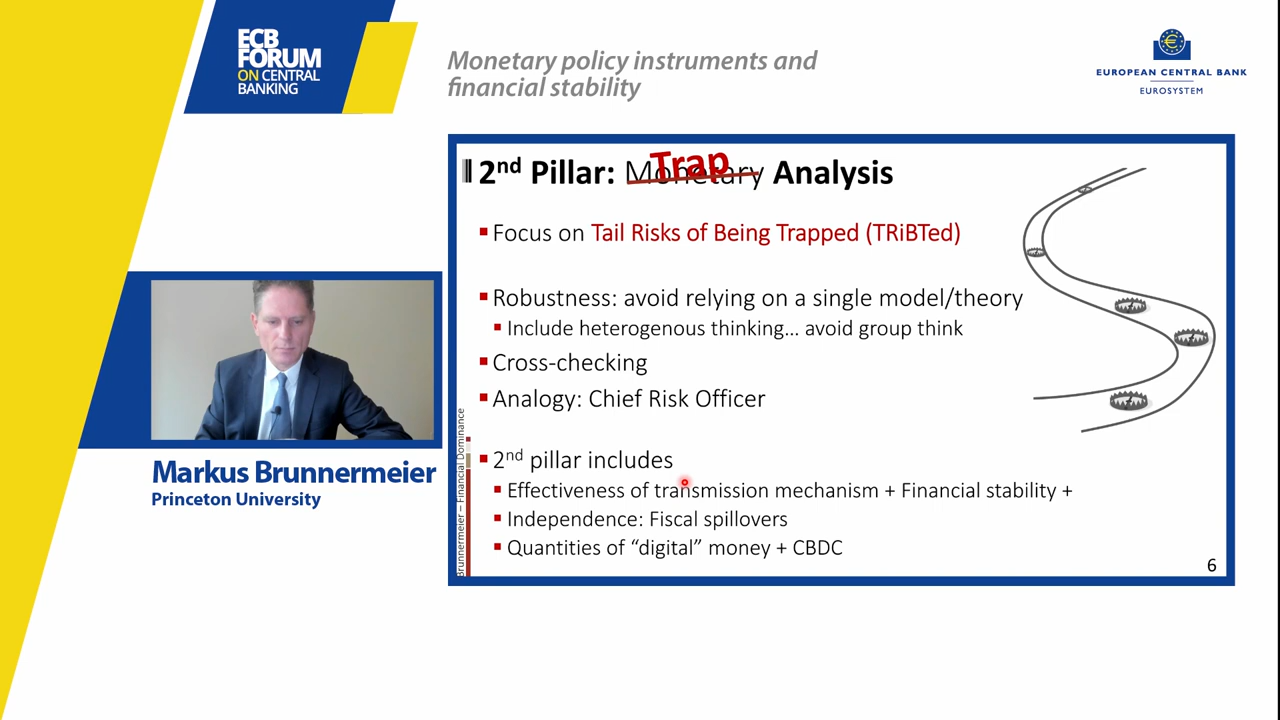 ECB
FORUM
ON CENTRAL
BANKING
Monetary policy instruments and
financial stability
EUROPEAN CENTRAL BANK
EUROSYSTEM
2nd Pillar: Monetary Trap Analysis
Focus on Tail Risks of Being Trapped (TRiBTed)
Robustness: avoid relying on a single model/theory
Include heterogenous thinking... avoid group think
Cross-checking
Analogy: Chief Risk Officer
2nd pillar includes
Effectiveness of transmission mechanism + Financial stability +
Independence: Fiscal spillovers
Quantities of “digital” money + CBDC
Brunnermeier – Financial Dominance
6
Markus Brunnermeier
Princeton University